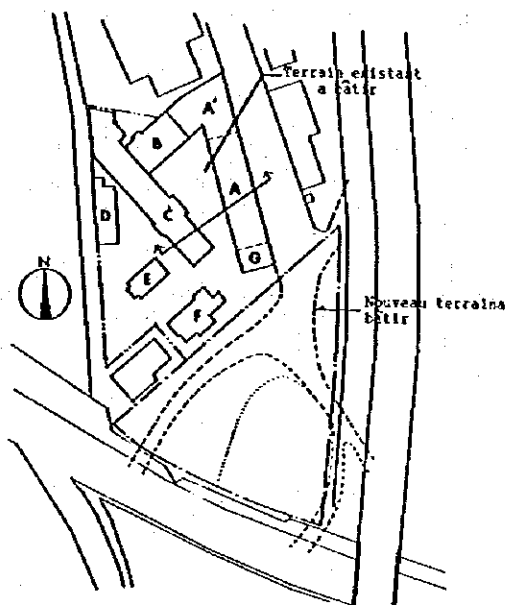 Terrain existant
a bâtir
A'
B
A
D
C
N
E
G
F
Nouveau terrain a
bâtir